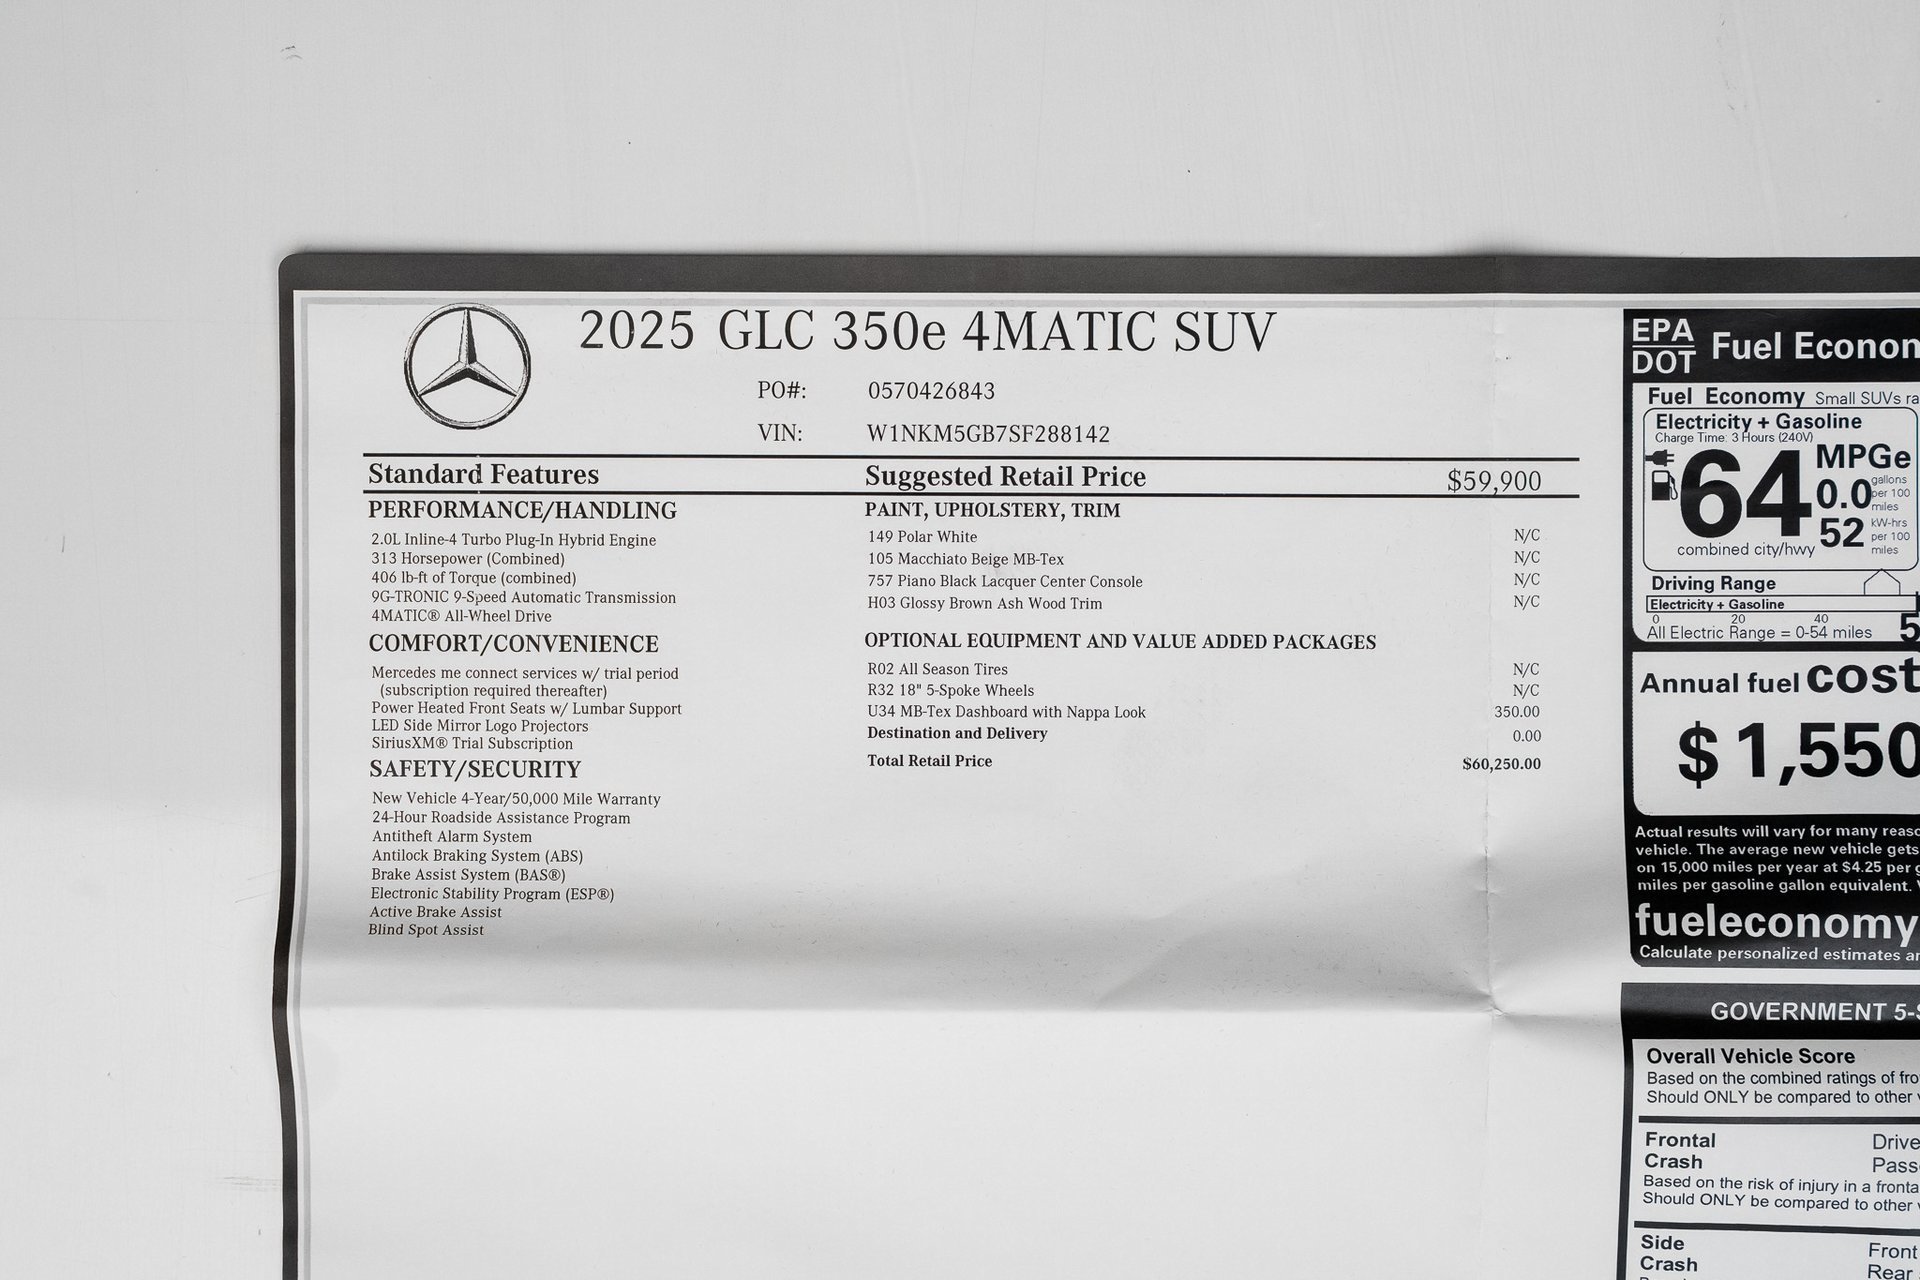 2025 GLC 350e 4MATIC SUV
PO#: 0570426843
VIN: W1NKM5GB7SF288142
Standard Features
PERFORMANCE/HANDLING
2.0L Inline-4 Turbo Plug-In Hybrid Engine
313 Horsepower (Combined)
406 lb-ft of Torque (combined)
9G-TRONIC 9-Speed Automatic Transmission
4MATIC® All-Wheel Drive
COMFORT/CONVENIENCE
Mercedes me connect services w/ trial period
(subscription required thereafter)
Power Heated Front Seats w/ Lumbar Support
LED Side Mirror Logo Projectors
SiriusXM® Trial Subscription
SAFETY/SECURITY
New Vehicle 4-Year/50,000 Mile Warranty
24-Hour Roadside Assistance Program
Antitheft Alarm System
Antilock Braking System (ABS)
Brake Assist System (BAS®)
Electronic Stability Program (ESP®)
Active Brake Assist
Blind Spot Assist
Suggested Retail Price $59,900
PAINT, UPHOLSTERY, TRIM
149 Polar White N/C
105 Macchiato Beige MB-Tex N/C
757 Piano Black Lacquer Center Console N/C
H03 Glossy Brown Ash Wood Trim N/C
OPTIONAL EQUIPMENT AND VALUE ADDED PACKAGES
R02 All Season Tires N/C
R32 18" 5-Spoke Wheels N/C
U34 MB-Tex Dashboard with Nappa Look 350.00
Destination and Delivery 0.00
Total Retail Price $60,250.00
EPA
DOT
Fuel Econom
Fuel Economy Small SUVs ra
Electricity + Gasoline
Charge Time: 3 Hours (240V)
64 MPGe
0.0 gallons per 100 miles
52 kW-hrs per 100 miles
combined city/hwy
Driving Range
Electricity + Gasoline
0 20 40
All Electric Range = 0-54 miles 5
Annual fuel cost
$1,550
Actual results will vary for many reaso
vehicle. The average new vehicle gets
on 15,000 miles per year at $4.25 per g
miles per gasoline gallon equivalent.
fueleconomy
Calculate personalized estimates an
GOVERNMENT 5-S
Overall Vehicle Score
Based on the combined ratings of fro
Should ONLY be compared to other v
Frontal Drive
Crash Pass
Based on the risk of injury in a fronta
Should ONLY be compared to other v
Side Front
Crash Rear